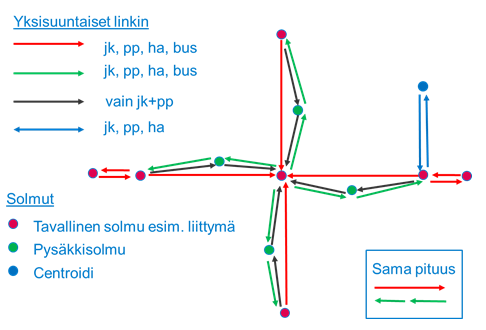 Yksisuuntaiset linkin
jk, pp, ha, bus
jk, pp, ha, bus
vain jk+pp
jk, pp, ha
Solmut
Tavallinen solmu esim. liittymä
Pysäkkisolmu
Centroidi
Sama pituus